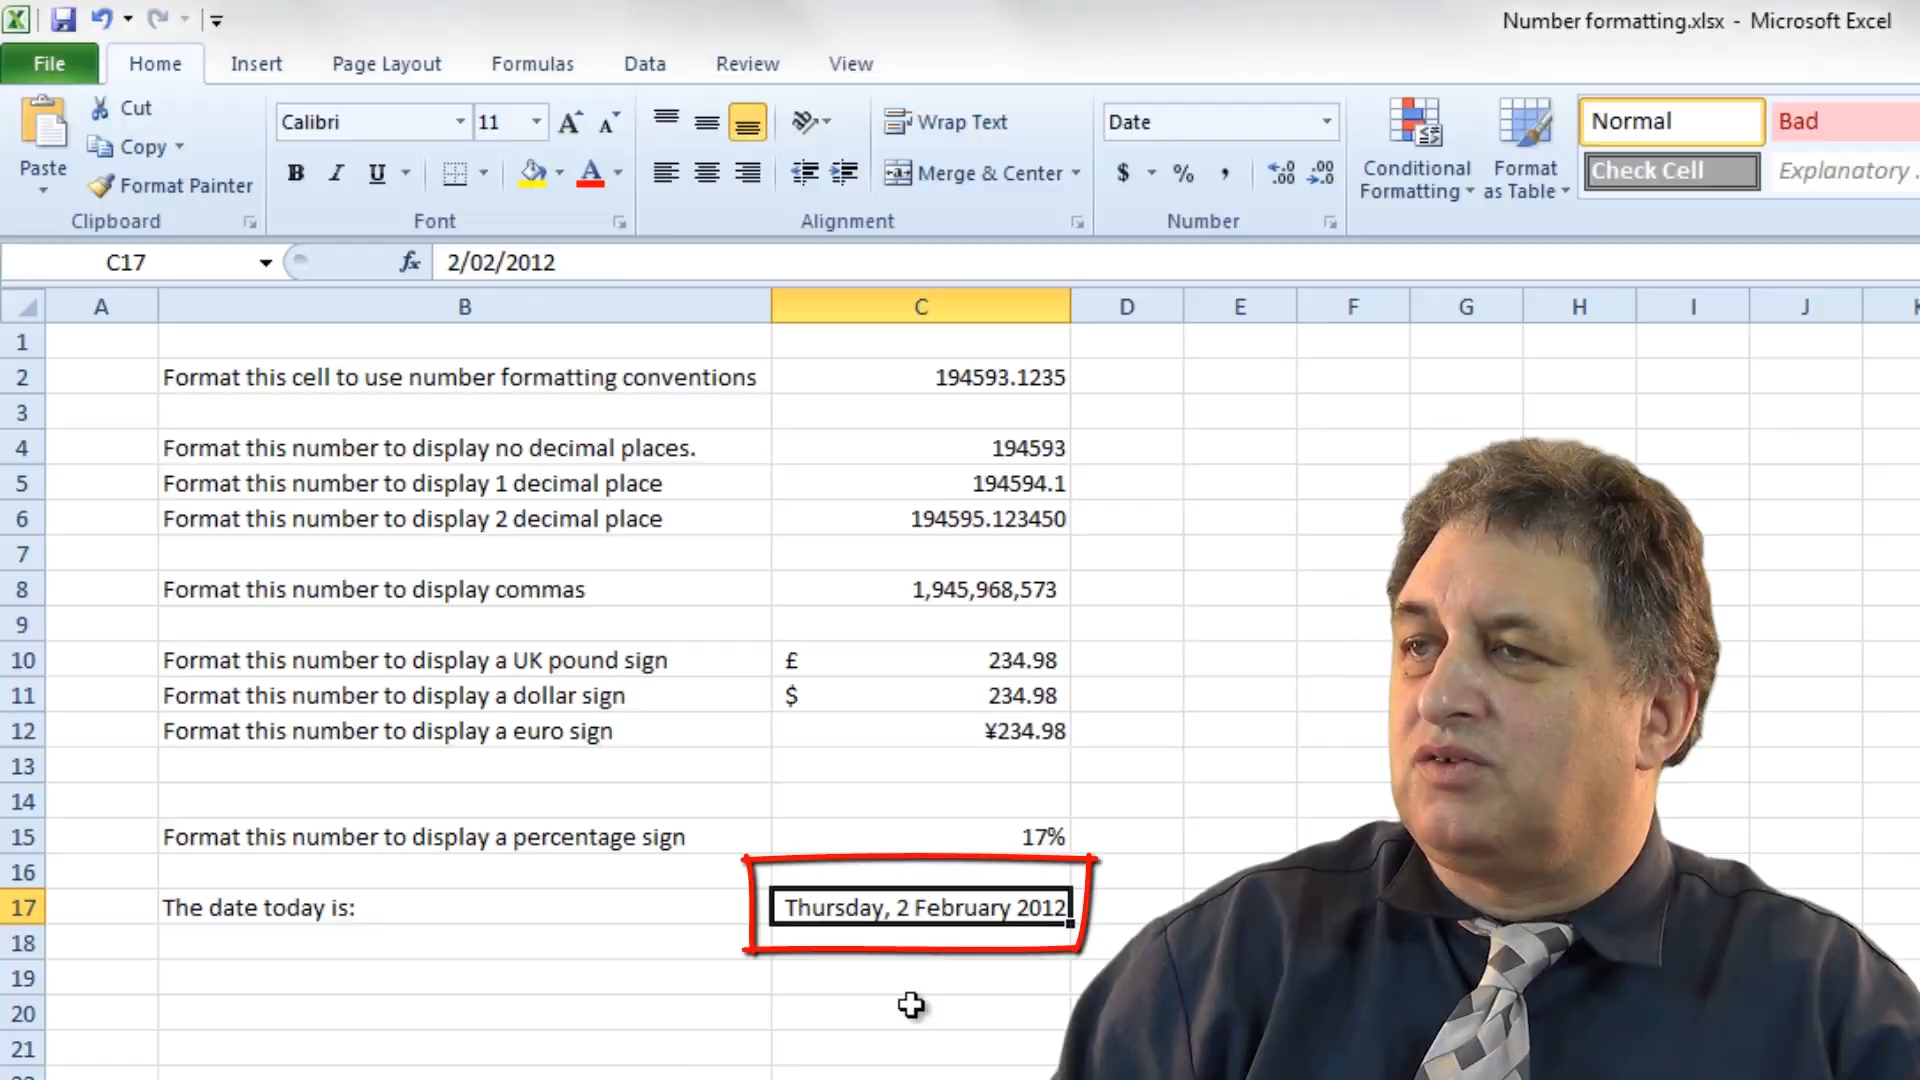 Number formatting.xlsx - Microsoft Excel
File Home Insert Page Layout Formulas Data Review View
Paste
Cut
Copy
Format Painter
Clipboard
Calibri 11
B I U A
Font
Wrap Text
Merge & Center
Alignment
Date
$ % ,
Number
Conditional Formatting
Format as Table
Normal Bad
Check Cell Explanatory ...
C17 fx 2/02/2012
A B C D E F G H I J K
1
2 Format this cell to use number formatting conventions 194593.1235
3
4 Format this number to display no decimal places. 194593
5 Format this number to display 1 decimal place 194594.1
6 Format this number to display 2 decimal place 194595.123450
7
8 Format this number to display commas 1,945,968,573
9
10 Format this number to display a UK pound sign £ 234.98
11 Format this number to display a dollar sign $ 234.98
12 Format this number to display a euro sign ¥234.98
13
14
15 Format this number to display a percentage sign 17%
16
17 The date today is: Thursday, 2 February 2012
18
19
20
21